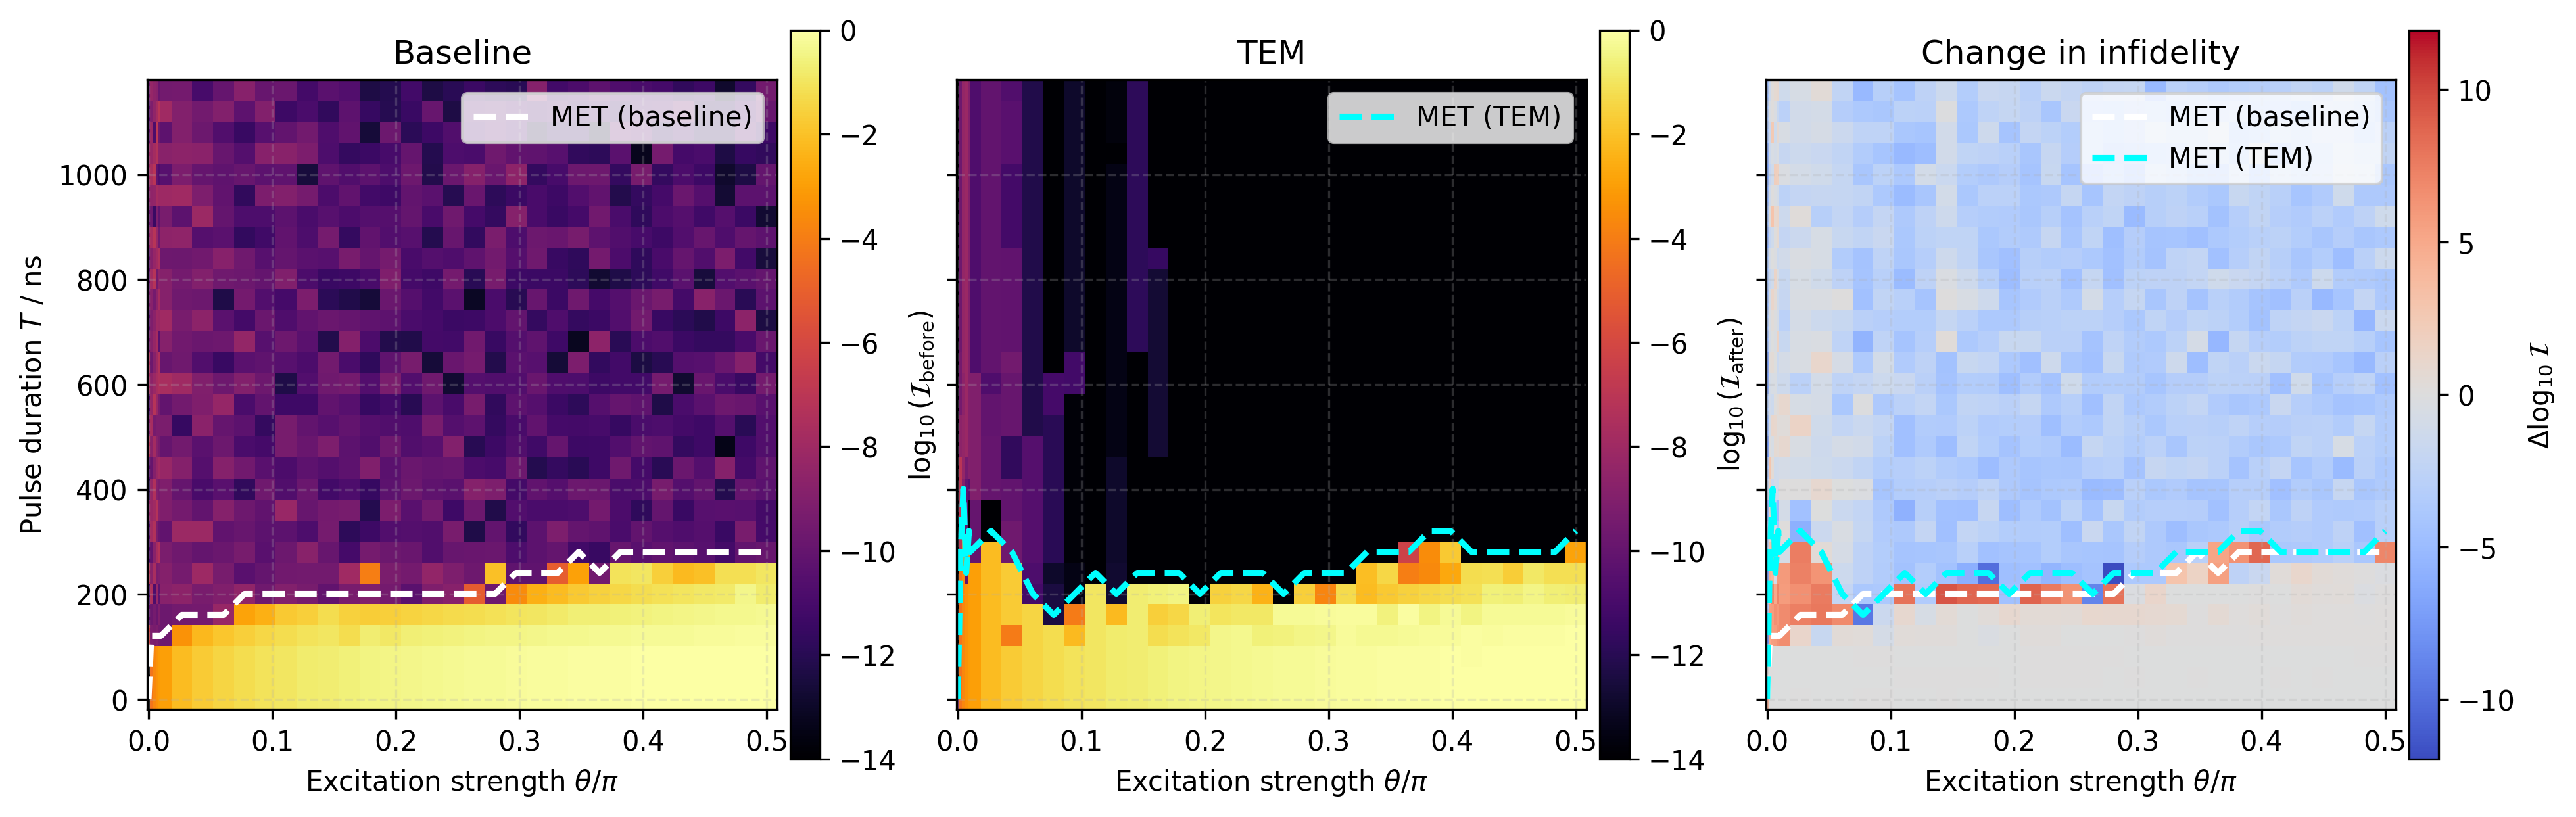 Baseline
MET (baseline)
Pulse duration T / ns
1000
800
600
400
200
0
0.0 0.1 0.2 0.3 0.4 0.5
Excitation strength θ/π
0
−2
−4
−6
−8
−10
−12
−14
log₁₀ (ℐ_before)
TEM
MET (TEM)
0.0 0.1 0.2 0.3 0.4 0.5
Excitation strength θ/π
0
−2
−4
−6
−8
−10
−12
−14
log₁₀ (ℐ_after)
Change in infidelity
MET (baseline)
MET (TEM)
0.0 0.1 0.2 0.3 0.4 0.5
Excitation strength θ/π
10
5
0
−5
−10
Δlog₁₀ ℐ